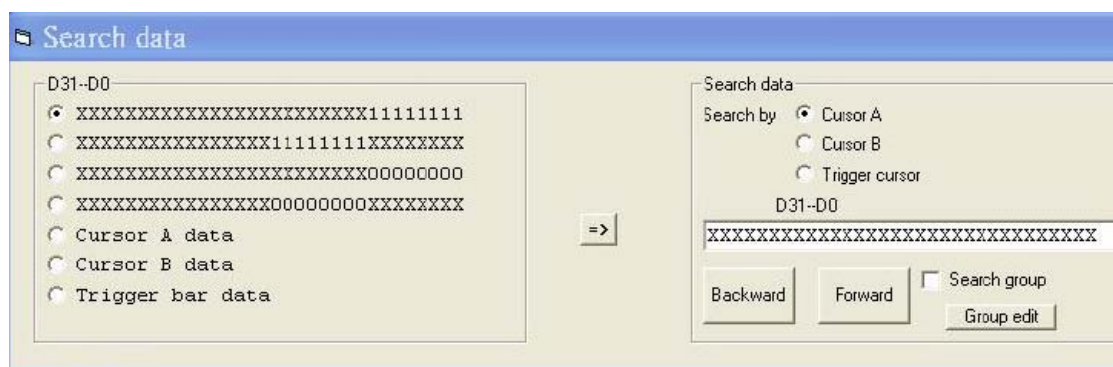 Search data
D31--D0
XXXXXXXXXXXXXXXXXXXXXXXX11111111
XXXXXXXXXXXXXXXX11111111XXXXXXXX
XXXXXXXXXXXXXXXXXXXXXXXX00000000
XXXXXXXXXXXXXXXX00000000XXXXXXXX
Cursor A data
Cursor B data
Trigger bar data
=>
Search data
Search by Cursor A
Cursor B
Trigger cursor
D31--D0
XXXXXXXXXXXXXXXXXXXXXXXXXXXXXXXX
Backward Forward Search group
Group edit